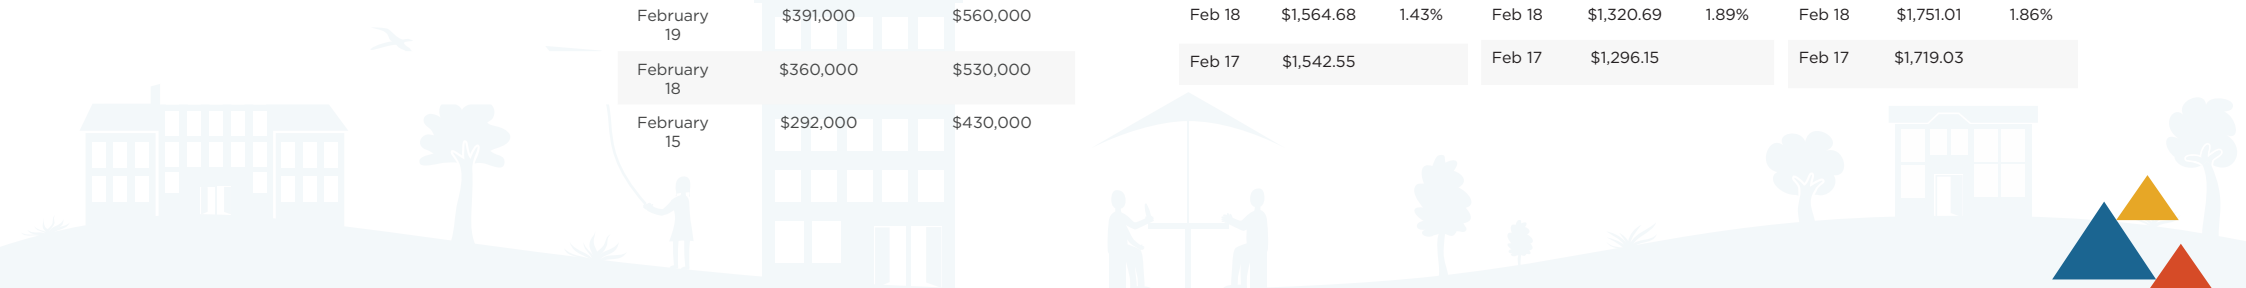 February $391,000 $560,000
19
February $360,000 $530,000
18
February $292,000 $430,000
15
Feb 18 $1,564.68 1.43%
Feb 17 $1,542.55
Feb 18 $1,320.69 1.89%
Feb 17 $1,296.15
Feb 18 $1,751.01 1.86%
Feb 17 $1,719.03